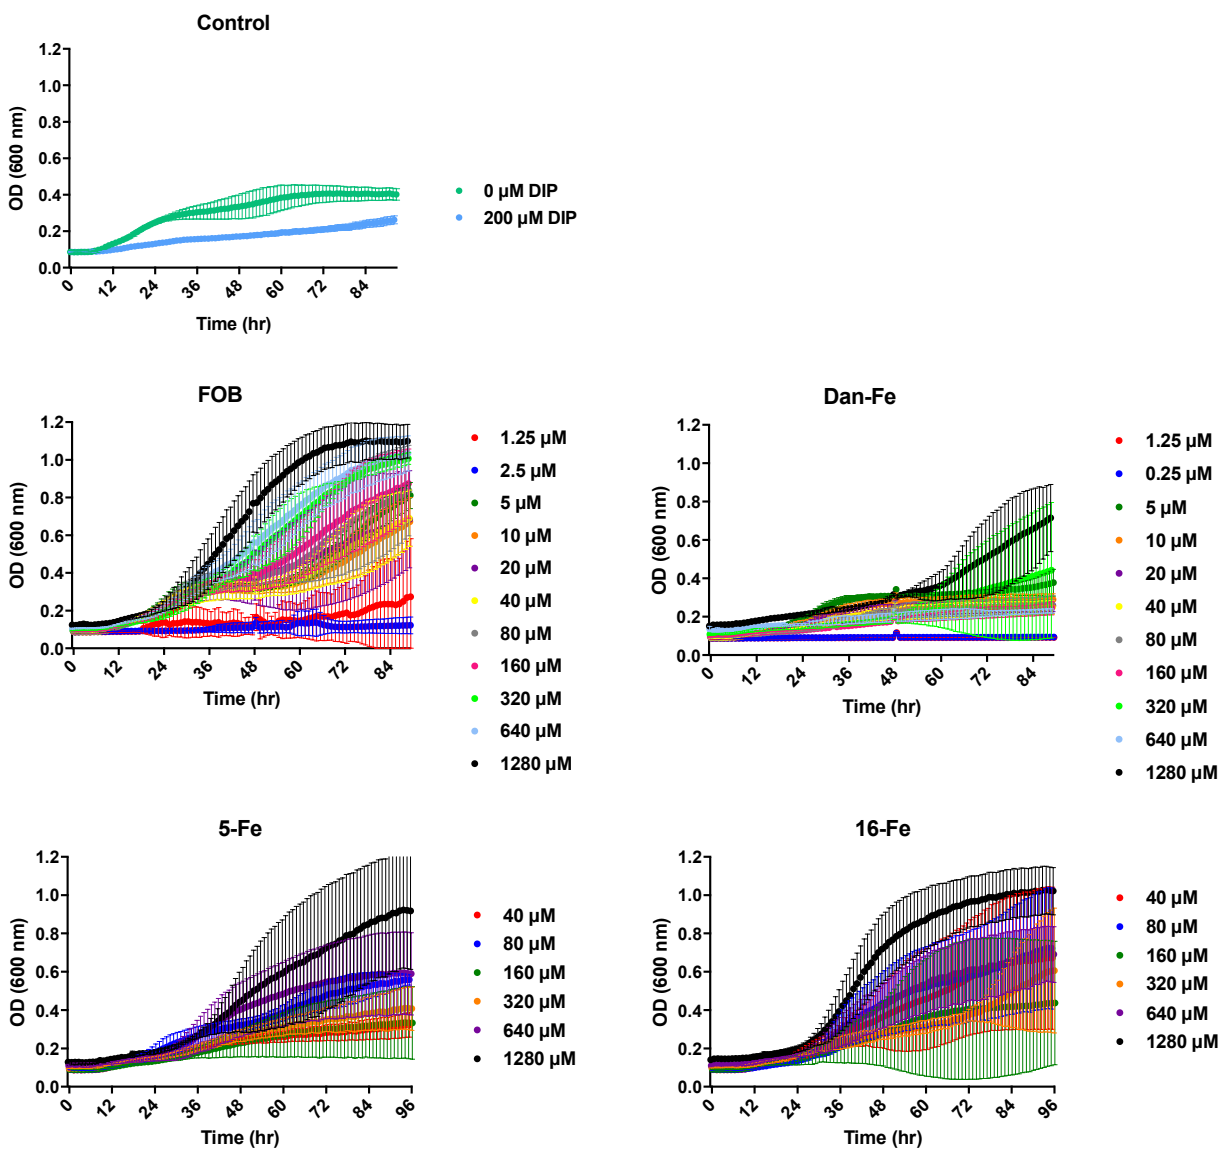 Control
1.2
1.0
0.8
0.6
0.4
0.2
0.0
OD (600 nm)
0 12 24 36 48 60 72 84
Time (hr)
0 µM DIP
200 µM DIP
FOB
1.2
1.0
0.8
0.6
0.4
0.2
0.0
OD (600 nm)
0 12 24 36 48 60 72 84
Time (hr)
1.25 µM
2.5 µM
5 µM
10 µM
20 µM
40 µM
80 µM
160 µM
320 µM
640 µM
1280 µM
Dan-Fe
1.2
1.0
0.8
0.6
0.4
0.2
0.0
OD (600 nm)
0 12 24 36 48 60 72 84
Time (hr)
1.25 µM
0.25 µM
5 µM
10 µM
20 µM
40 µM
80 µM
160 µM
320 µM
640 µM
1280 µM
5-Fe
1.2
1.0
0.8
0.6
0.4
0.2
0.0
OD (600 nm)
0 12 24 36 48 60 72 84 96
Time (hr)
40 µM
80 µM
160 µM
320 µM
640 µM
1280 µM
16-Fe
1.2
1.0
0.8
0.6
0.4
0.2
0.0
OD (600 nm)
0 12 24 36 48 60 72 84 96
Time (hr)
40 µM
80 µM
160 µM
320 µM
640 µM
1280 µM